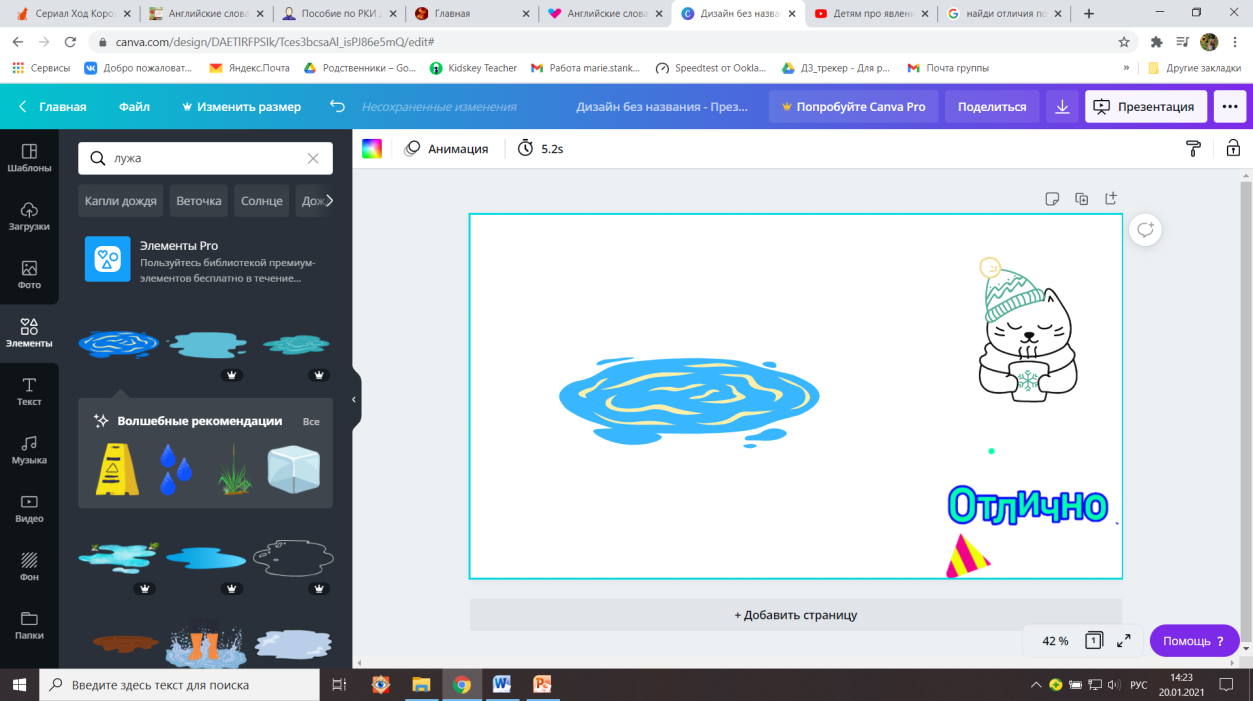 Сериал Ход Коро
Английские слова
Пособие по РКИ д
Главная
Английские слова
Дизайн без назва
Детям про явлен
найди отличия по
canva.com/design/DAETlRFPSlk/Tces3bcsaAl_isPJ86e5mQ/edit#
Сервисы
Добро пожаловат...
Яндекс.Почта
Родственники – Go...
Kidskey Teacher
Работа marie.stank...
Speedtest от Ookla...
ДЗ_трекер - Для р...
Почта группы
»
Другие закладки
Главная
Файл
Изменить размер
Несохраненные изменения
Дизайн без названия - През...
Попробуйте Canva Pro
Поделиться
Презентация
Шаблоны
Загрузки
Фото
Элементы
Текст
Музыка
Видео
Фон
Папки
лужа
Капли дождя
Веточка
Солнце
Дож
Элементы Pro
Пользуйтесь библиотекой премиум-
элементов бесплатно в течение...
Волшебные рекомендации
Все
Анимация
5.2s
Отлично
+ Добавить страницу
42 %
1
Помощь ?
Введите здесь текст для поиска
РУС
14:23
20.01.2021